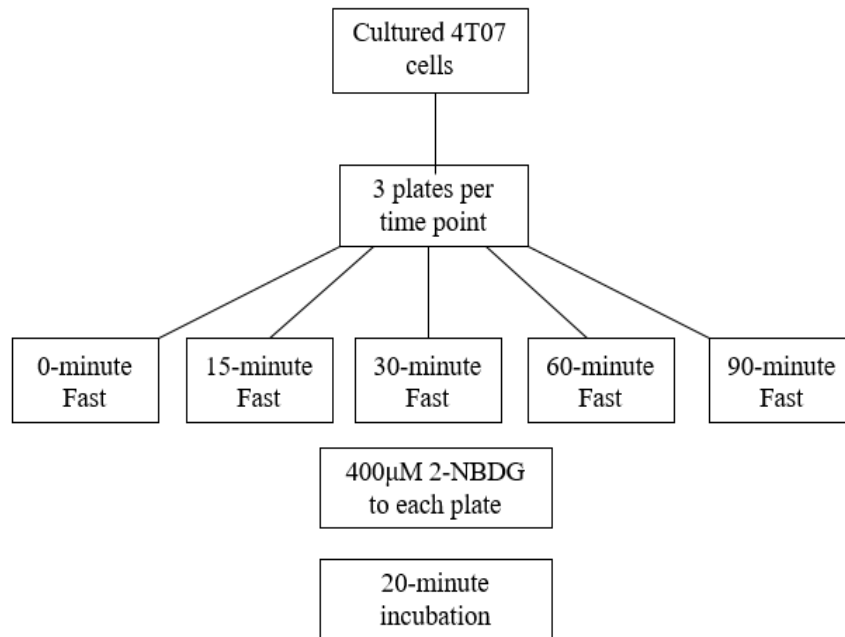 Cultured 4T07
cells
3 plates per
time point
0-minute
Fast
15-minute
Fast
30-minute
Fast
60-minute
Fast
90-minute
Fast
400μM 2-NBDG
to each plate
20-minute
incubation